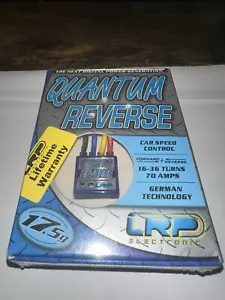 THE NEXT DIGITAL POWER GENERATION
QUANTUM
REVERSE
LRP
Lifetime
Warranty
CAR SPEED
CONTROL
FORWARD + REVERSE
16-36 TURNS
70 AMPS
GERMAN
TECHNOLOGY
17.5g
LRP
ELECTRONIC